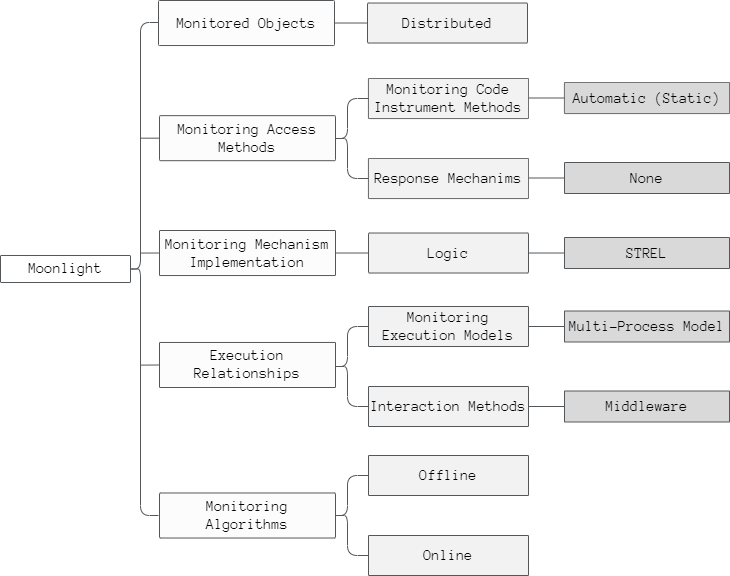 Monitored Objects
Distributed
Monitoring Code
Instrument Methods
Automatic (Static)
Monitoring Access
Methods
Response Mechanims
None
Monitoring Mechanism
Implementation
Logic
STREL
Moonlight
Monitoring
Execution Models
Multi-Process Model
Execution
Relationships
Interaction Methods
Middleware
Offline
Monitoring
Algorithms
Online